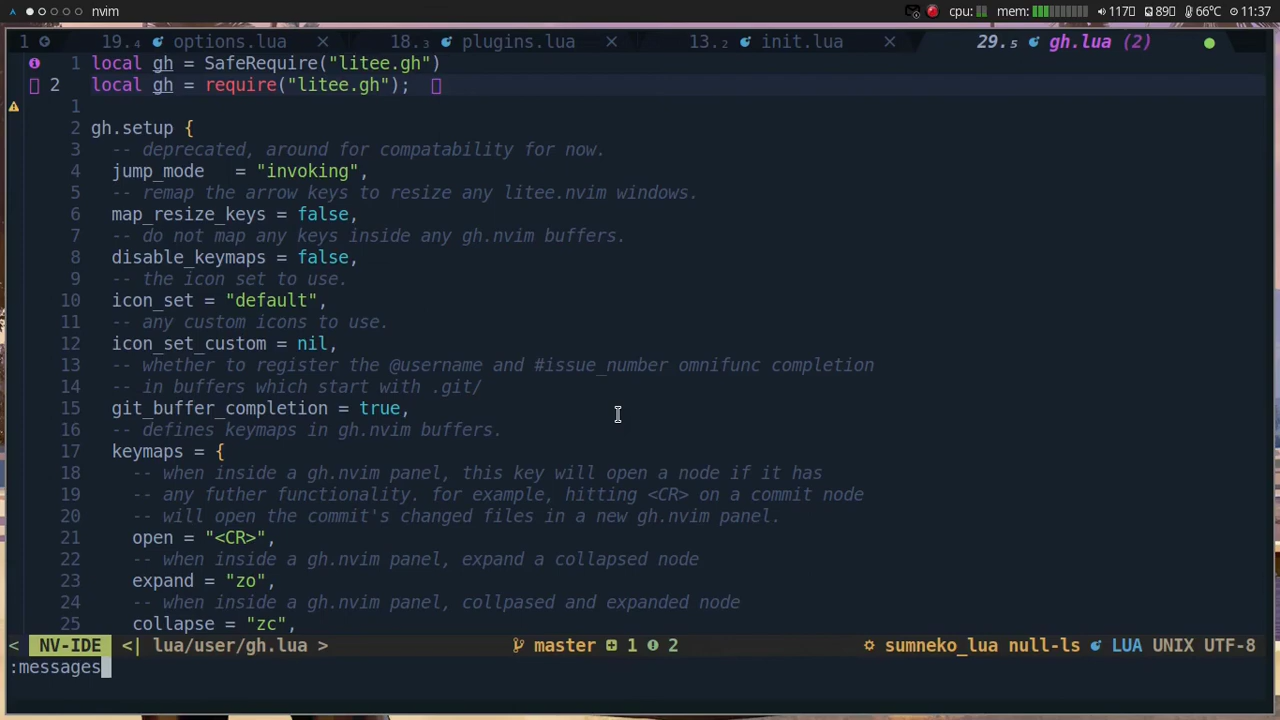 nvim cpu: mem: 117 89 66°C 11:37
1 19.4 options.lua 18.3 plugins.lua 13.2 init.lua 29.5 gh.lua (2)
1 local gh = SafeRequire("litee.gh")
2 local gh = require("litee.gh");
1
2 gh.setup {
3 -- deprecated, around for compatability for now.
4 jump_mode = "invoking",
5 -- remap the arrow keys to resize any litee.nvim windows.
6 map_resize_keys = false,
7 -- do not map any keys inside any gh.nvim buffers.
8 disable_keymaps = false,
9 -- the icon set to use.
10 icon_set = "default",
11 -- any custom icons to use.
12 icon_set_custom = nil,
13 -- whether to register the @username and #issue_number omnifunc completion
14 -- in buffers which start with .git/
15 git_buffer_completion = true,
16 -- defines keymaps in gh.nvim buffers.
17 keymaps = {
18 -- when inside a gh.nvim panel, this key will open a node if it has
19 -- any futher functionality. for example, hitting <CR> on a commit node
20 -- will open the commit's changed files in a new gh.nvim panel.
21 open = "<CR>",
22 -- when inside a gh.nvim panel, expand a collapsed node
23 expand = "zo",
24 -- when inside a gh.nvim panel, collpased and expanded node
25 collapse = "zc",
< NV-IDE <| lua/user/gh.lua > master 1 2 sumneko_lua null-ls LUA UNIX UTF-8
:messages